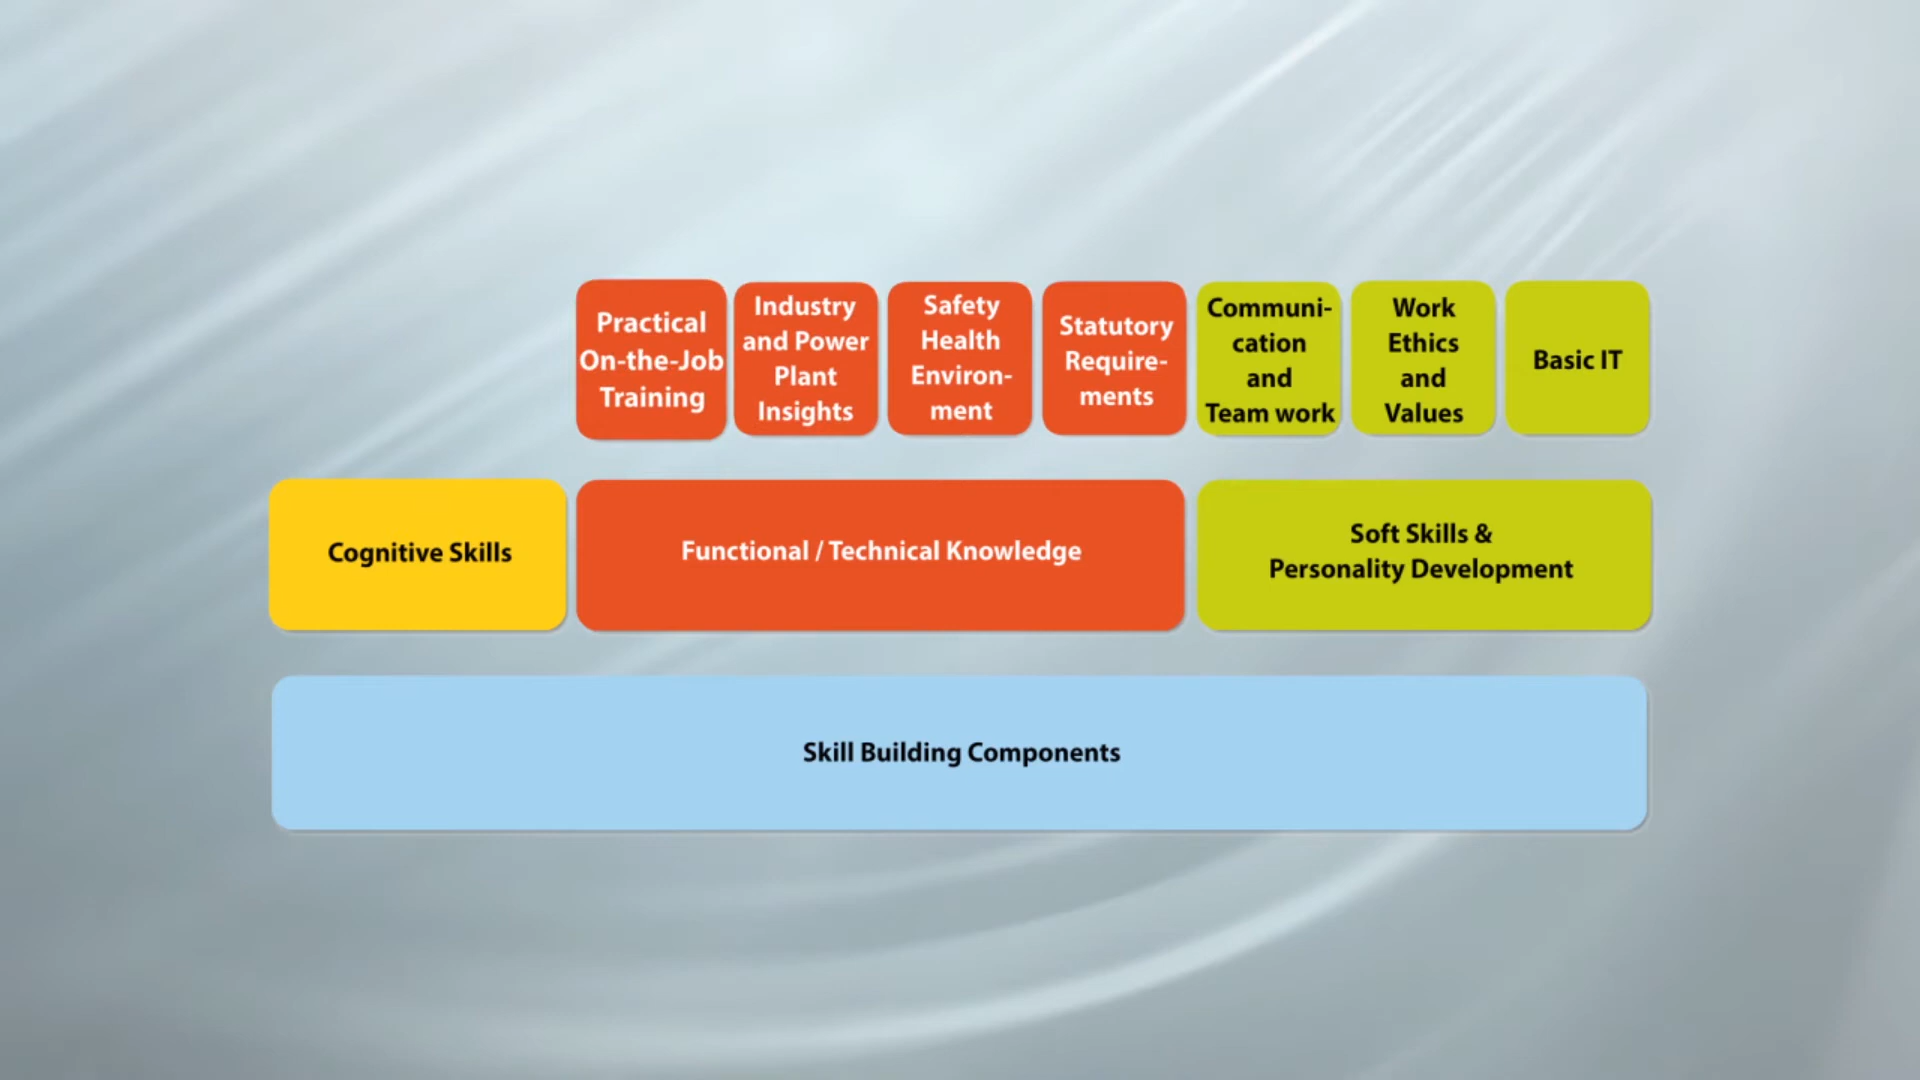 Practical
On-the-Job
Training
Industry
and Power
Plant
Insights
Safety
Health
Environ-
ment
Statutory
Require-
ments
Communi-
cation
and
Team work
Work
Ethics
and
Values
Basic IT
Cognitive Skills
Functional / Technical Knowledge
Soft Skills &
Personality Development
Skill Building Components